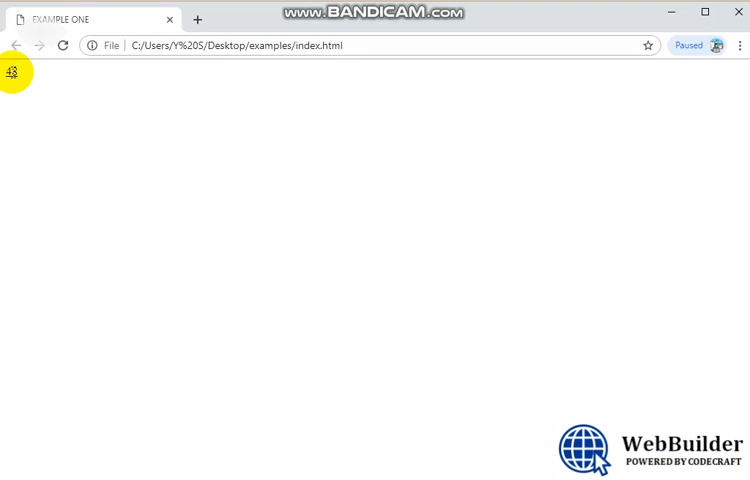 EXAMPLE ONE
www.BANDICAM.com
File
C:/Users/Y%20S/Desktop/examples/index.html
Paused
WebBuilder
POWERED BY CODECRAFT